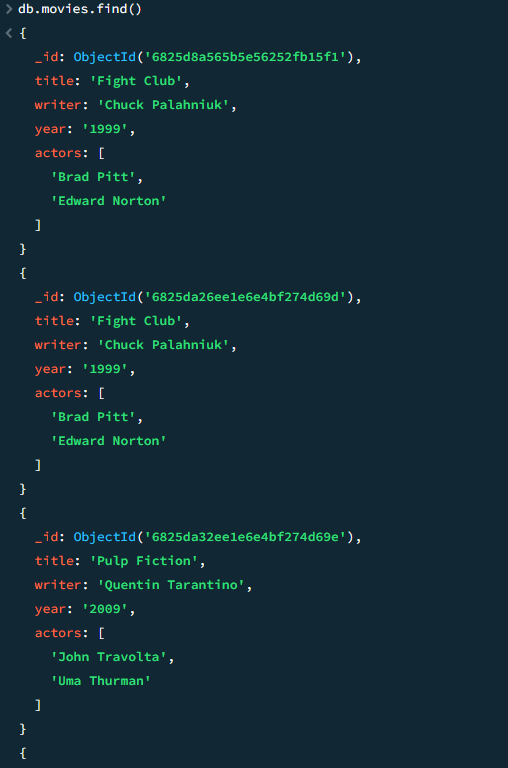 db.movies.find()
{
_id: ObjectId('6825d8a565b5e56252fb15f1'),
title: 'Fight Club',
writer: 'Chuck Palahniuk',
year: '1999',
actors: [
'Brad Pitt',
'Edward Norton'
]
}
{
_id: ObjectId('6825da26ee1e6e4bf274d69d'),
title: 'Fight Club',
writer: 'Chuck Palahniuk',
year: '1999',
actors: [
'Brad Pitt',
'Edward Norton'
]
}
{
_id: ObjectId('6825da32ee1e6e4bf274d69e'),
title: 'Pulp Fiction',
writer: 'Quentin Tarantino',
year: '2009',
actors: [
'John Travolta',
'Uma Thurman'
]
}
{